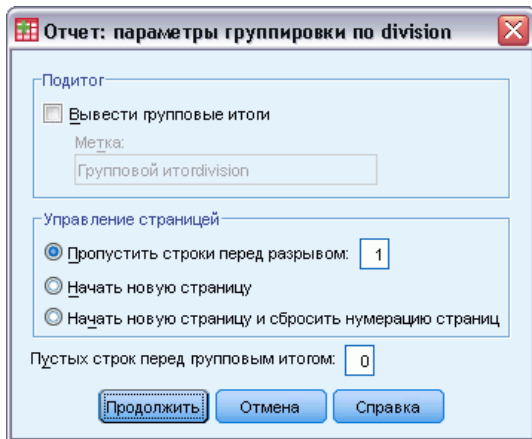 Отчет: параметры группировки по division
Подитог
Вывести групповые итоги
Метка:
Групповой итогdivision
Управление страницей
Пропустить строки перед разрывом: 1
Начать новую страницу
Начать новую страницу и сбросить нумерацию страниц
Пустых строк перед групповым итогом: 0
Продолжить Отмена Справка